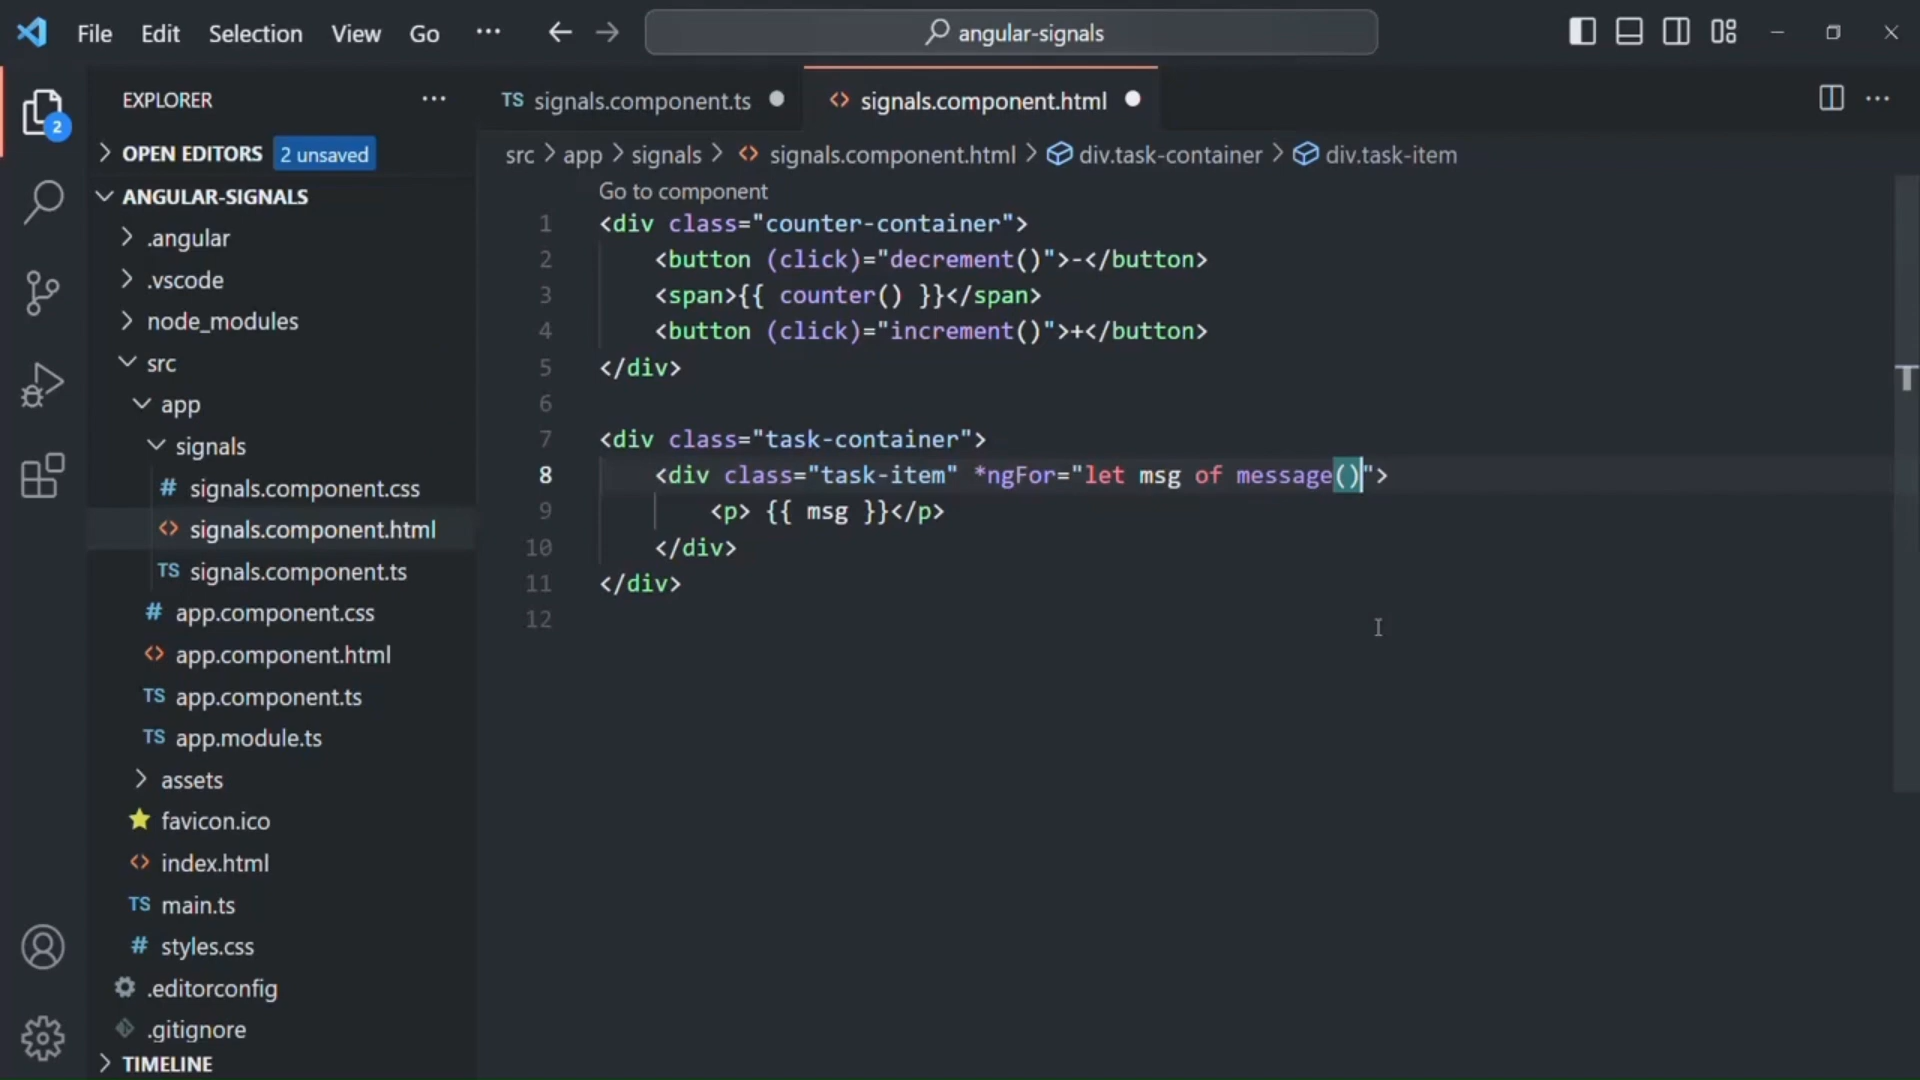 File Edit Selection View Go ··· angular-signals
EXPLORER ···
OPEN EDITORS 2 unsaved
ANGULAR-SIGNALS
.angular
.vscode
node_modules
src
app
signals
# signals.component.css
<> signals.component.html
TS signals.component.ts
# app.component.css
<> app.component.html
TS app.component.ts
TS app.module.ts
assets
favicon.ico
<> index.html
TS main.ts
# styles.css
.editorconfig
.gitignore
TIMELINE
2
TS signals.component.ts
<> signals.component.html
src > app > signals > <> signals.component.html > div.task-container > div.task-item
Go to component
1 <div class="counter-container">
2 <button (click)="decrement()">-</button>
3 <span>{{ counter() }}</span>
4 <button (click)="increment()">+</button>
5 </div>
6
7 <div class="task-container">
8 <div class="task-item" *ngFor="let msg of message()">
9 <p> {{ msg }}</p>
10 </div>
11 </div>
12